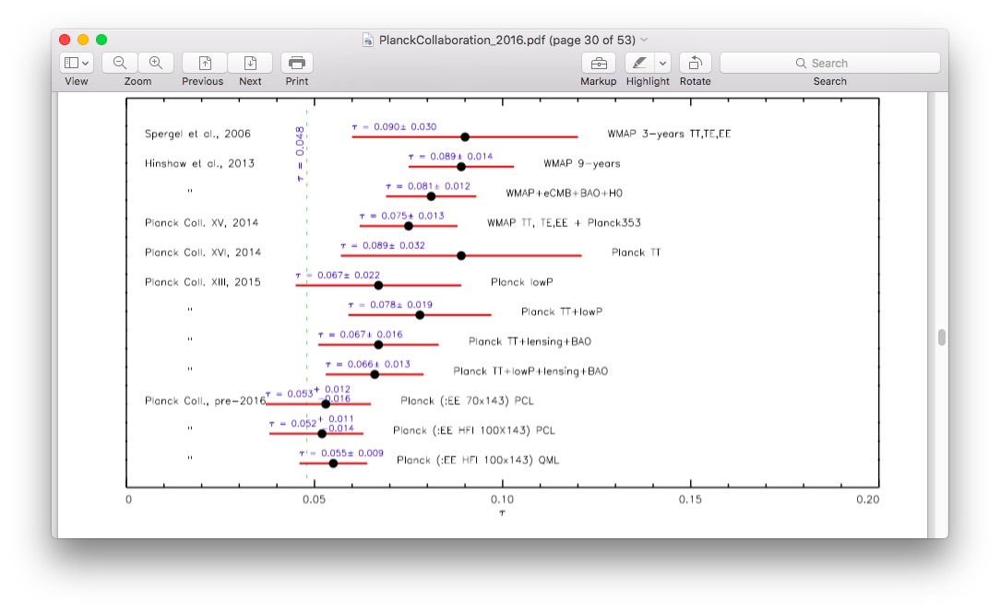 PlanckCollaboration_2016.pdf (page 30 of 53)
View Zoom Previous Next Print Markup Highlight Rotate Search
Search
τ = 0.048
τ = 0.090± 0.030
Spergel et al., 2006 WMAP 3-years TT,TE,EE
τ = 0.089± 0.014
Hinshaw et al., 2013 WMAP 9-years
τ = 0.081± 0.012
" WMAP+eCMB+BAO+H0
τ = 0.075± 0.013
Planck Coll. XV, 2014 WMAP TT, TE,EE + Planck353
τ = 0.089± 0.032
Planck Coll. XVI, 2014 Planck TT
τ = 0.067± 0.022
Planck Coll. XIII, 2015 Planck lowP
τ = 0.078± 0.019
" Planck TT+lowP
τ = 0.067± 0.016
" Planck TT+lensing+BAO
τ = 0.066± 0.013
" Planck TT+lowP+lensing+BAO
τ = 0.053 + 0.012 -0.016
Planck Coll., pre-2016 Planck (:EE 70x143) PCL
τ = 0.052 + 0.011 -0.014
" Planck (:EE HFI 100X143) PCL
τ = 0.055± 0.009
" Planck (:EE HFI 100x143) QML
0 0.05 0.10 0.15 0.20
τ